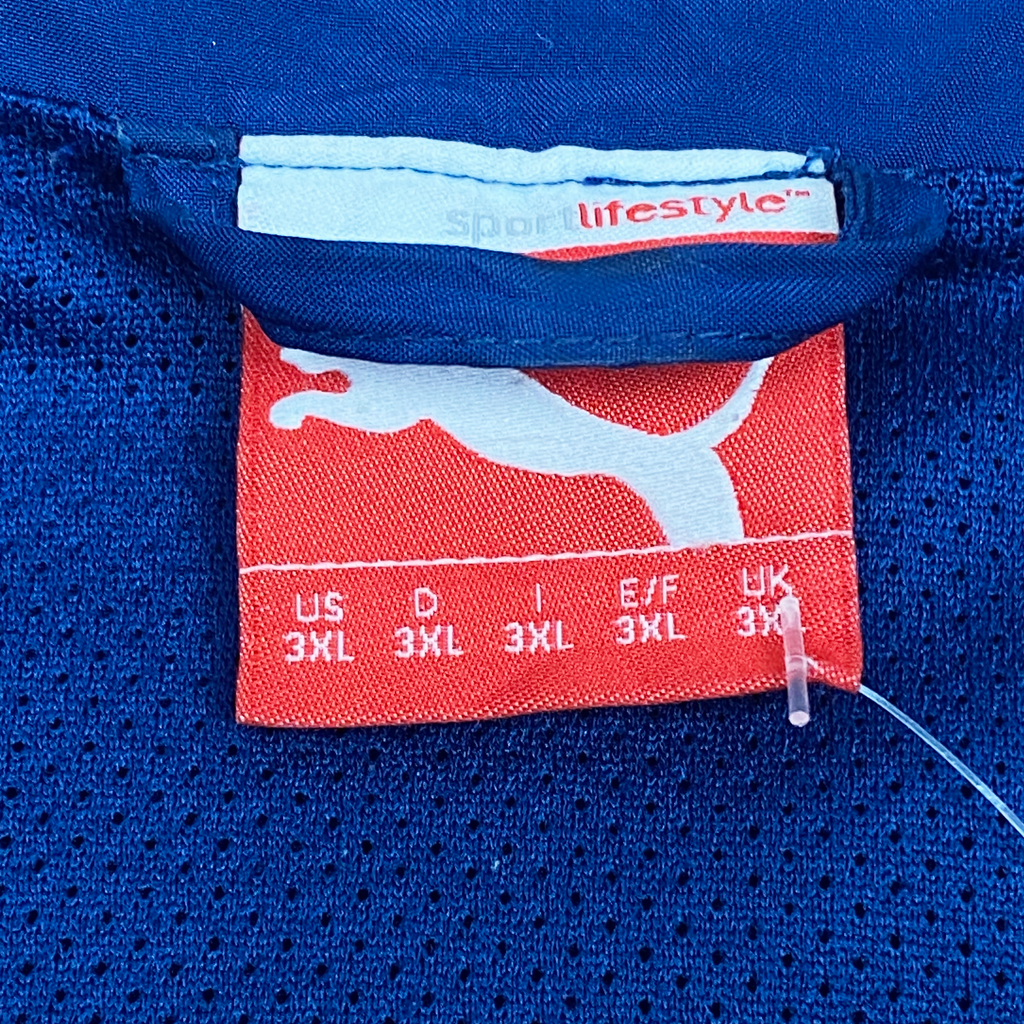 sportlifestyle™
US D I E/F UK
3XL 3XL 3XL 3XL 3XL